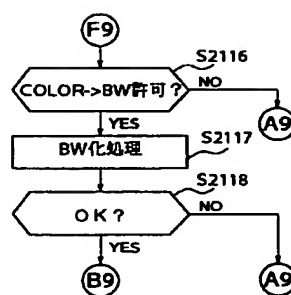 F9
S2116
COLOR->BW許可?
NO
YES
A9
S2117
BW化処理
S2118
OK?
NO
YES
B9
A9